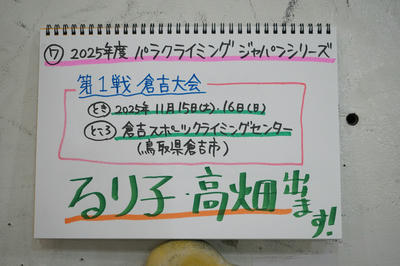 ⑦ 2025年度 パラクライミング ジャパンシリーズ
第1戦 倉吉大会
とき 2025年 11月15日(土)・16日(日)
ところ 倉吉スポーツクライミングセンター
(鳥取県倉吉市)
るり子・高畑 出ます!